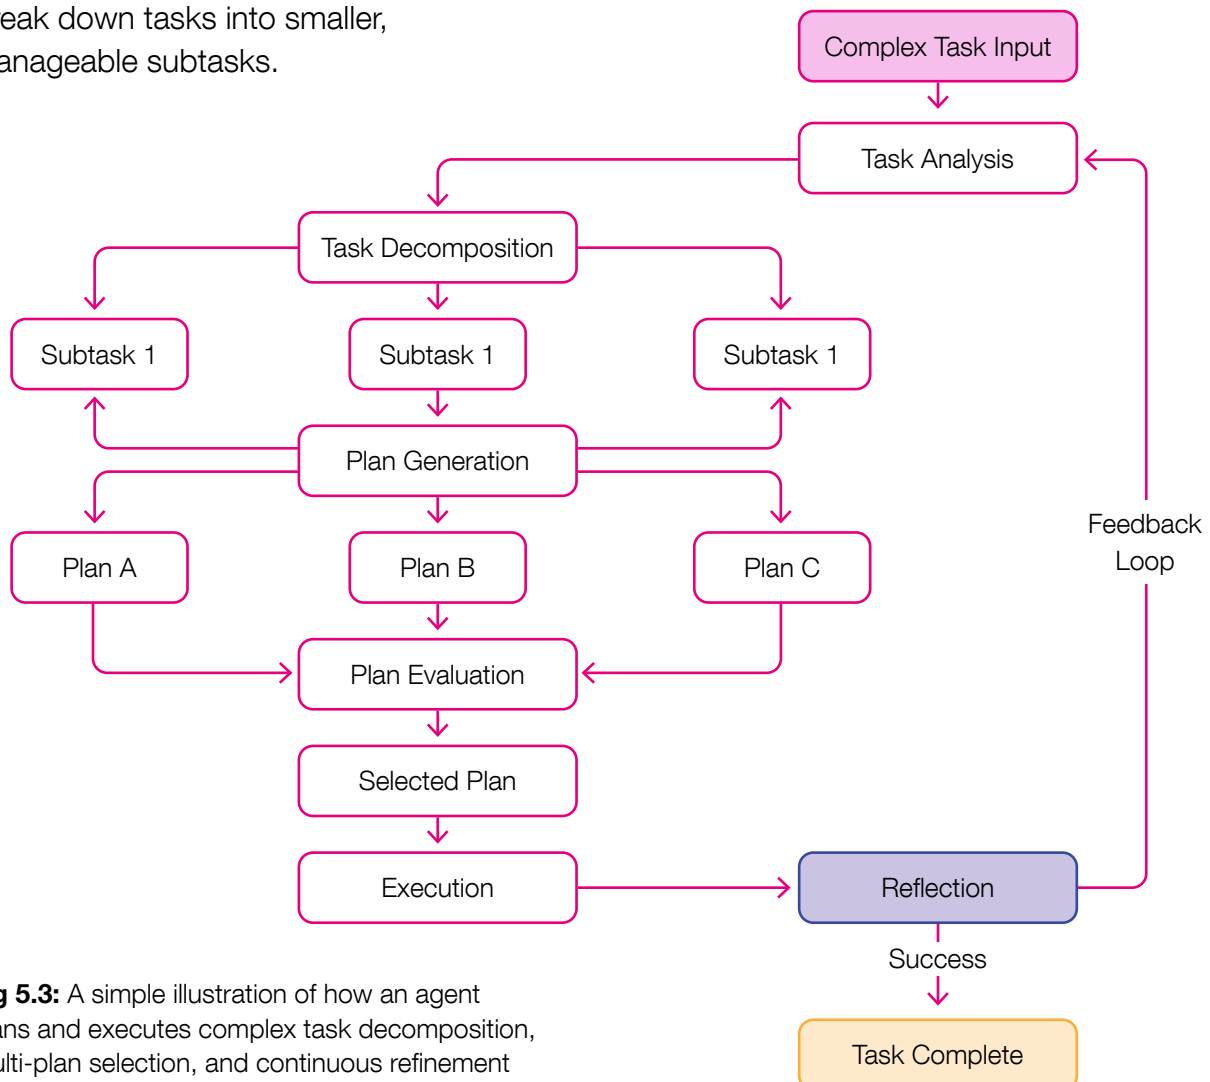 reak down tasks into smaller,
anageable subtasks.
Complex Task Input
Task Analysis
Task Decomposition
Subtask 1
Subtask 1
Subtask 1
Plan Generation
Plan A
Plan B
Plan C
Feedback
Loop
Plan Evaluation
Selected Plan
Execution
Reflection
Success
Task Complete
g 5.3: A simple illustration of how an agent
ans and executes complex task decomposition,
ulti-plan selection, and continuous refinement